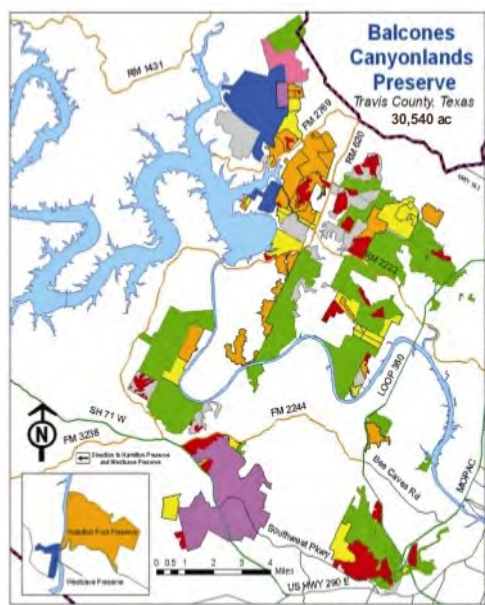 Balcones
Canyonlands
Preserve
Travis County, Texas
30,540 ac
RM 1431
FM 2769
RM 620
RM 2222
LOOP 360
SH 71 W
FM 3238
FM 2244
N
Direction to Hamilton Preserve
and Westcave Preserve
Bee Caves Rd
MOPAC
Hamilton Pool Preserve
Westcave Preserve
Southwest Pkwy
0 0.5 1 2 3 4
Miles
US HWY 290 E